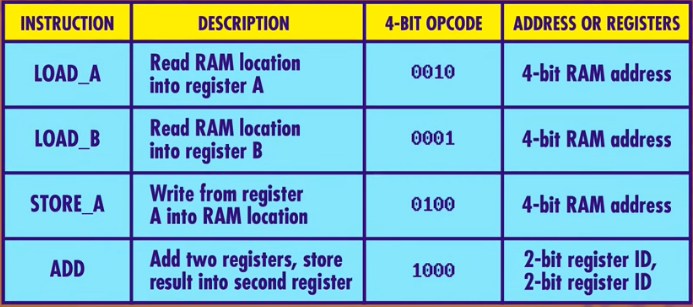 INSTRUCTION DESCRIPTION 4-BIT OPCODE ADDRESS OR REGISTERS
LOAD_A
Read RAM location
into register A
0010
4-bit RAM address
LOAD_B
Read RAM location
into register B
0001
4-bit RAM address
STORE_A
Write from register
A into RAM location
0100
4-bit RAM address
ADD
Add two registers, store
result into second register
1000
2-bit register ID,
2-bit register ID